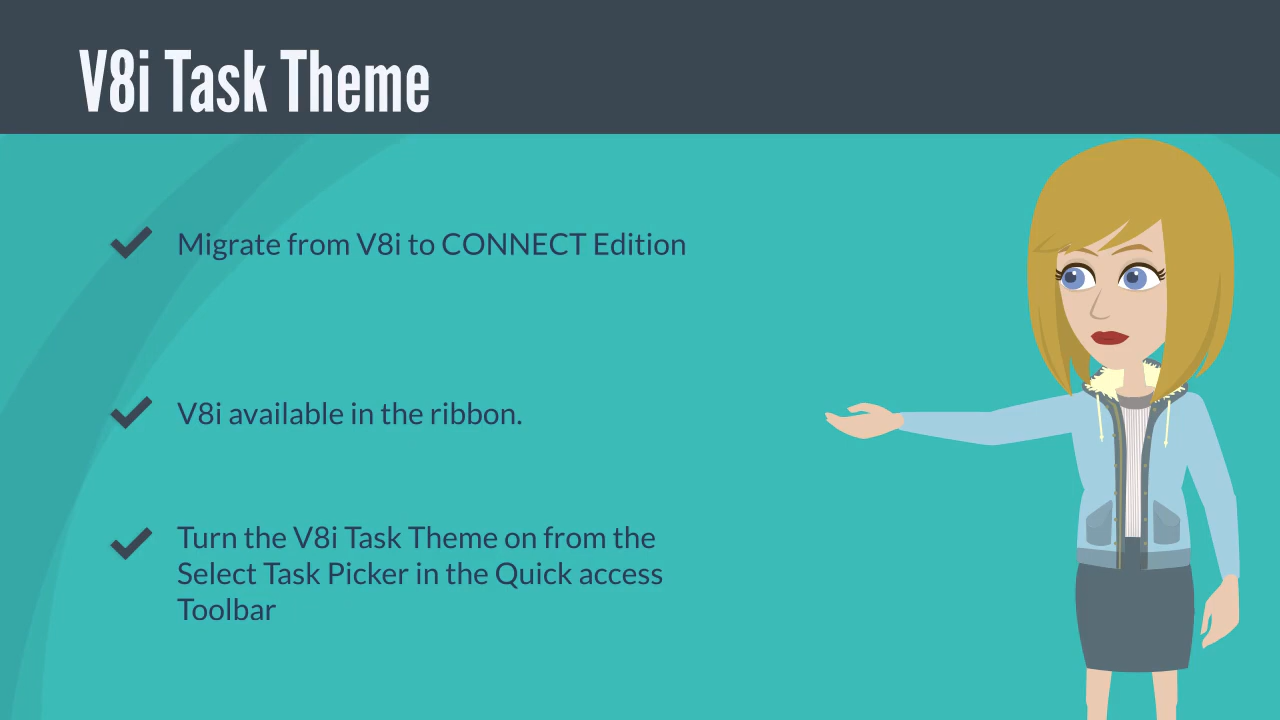 V8i Task Theme
Migrate from V8i to CONNECT Edition
V8i available in the ribbon.
Turn the V8i Task Theme on from the
Select Task Picker in the Quick access
Toolbar